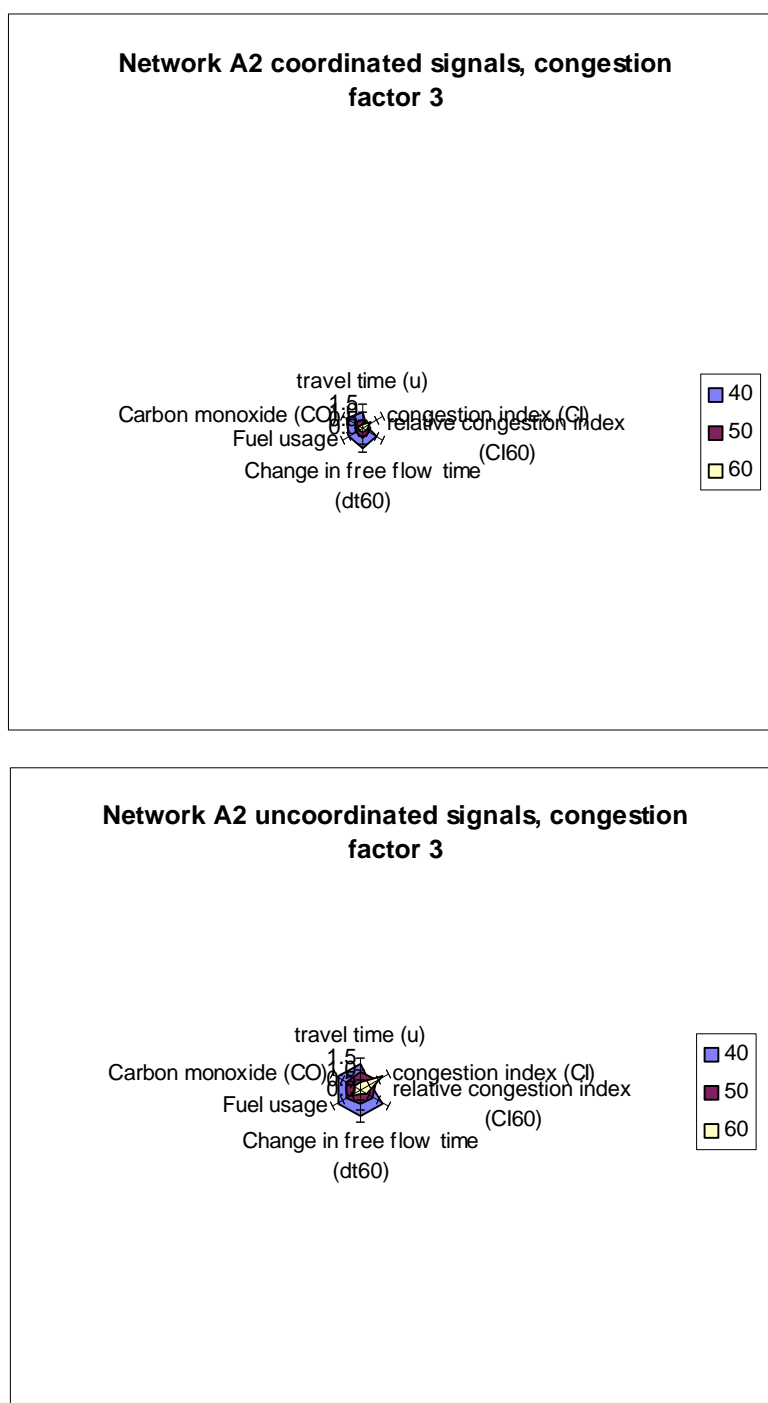 Network A2 coordinated signals, congestion
factor 3
travel time (u)
1.5
Carbon monoxide (CO)
congestion index (CI)
relative congestion index
(CI60)
Fuel usage
Change in free flow time
(dt60)
40
50
60
Network A2 uncoordinated signals, congestion
factor 3
travel time (u)
1.5
Carbon monoxide (CO)
congestion index (CI)
relative congestion index
(CI60)
Fuel usage
Change in free flow time
(dt60)
40
50
60